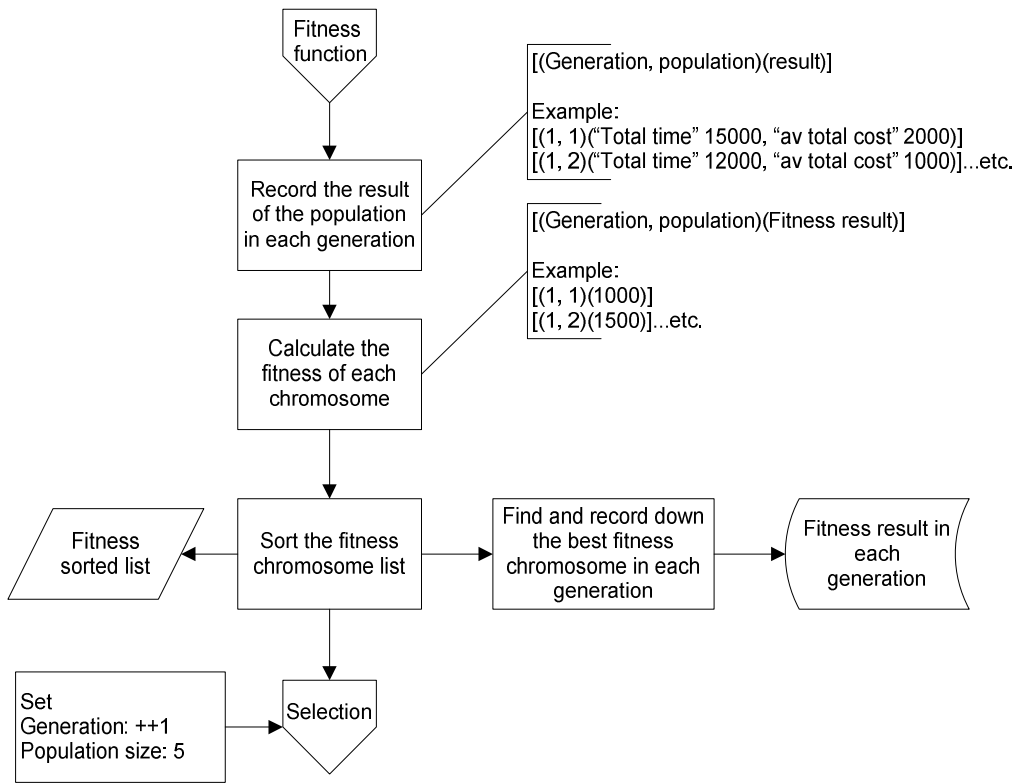 Fitness
function
[(Generation, population)(result)]
Example:
[(1, 1)(“Total time” 15000, “av total cost” 2000)]
[(1, 2)(“Total time” 12000, “av total cost” 1000)]...etc.
Record the result
of the population
in each generation
[(Generation, population)(Fitness result)]
Example:
[(1, 1)(1000)]
[(1, 2)(1500)]...etc.
Calculate the
fitness of each
chromosome
Fitness
sorted list
Sort the fitness
chromosome list
Find and record down
the best fitness
chromosome in each
generation
Fitness result in
each
generation
Set
Generation: ++1
Population size: 5
Selection